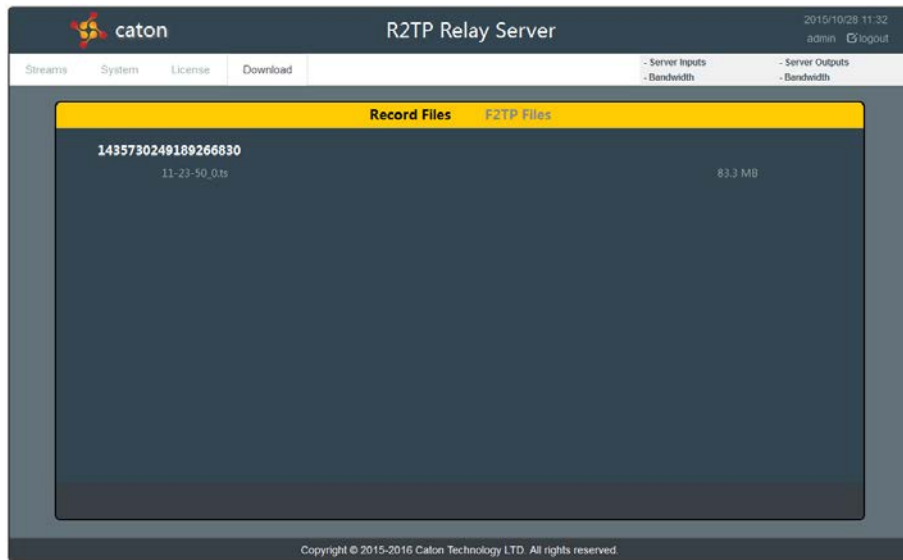 caton
R2TP Relay Server
2015/10/28 11:32
admin logout
Streams System License Download
- Server Inputs - Server Outputs
- Bandwidth - Bandwidth
Record Files F2TP Files
1435730249189266830
11-23-50_0.ts 83.3 MB
Copyright © 2015-2016 Caton Technology LTD. All rights reserved.